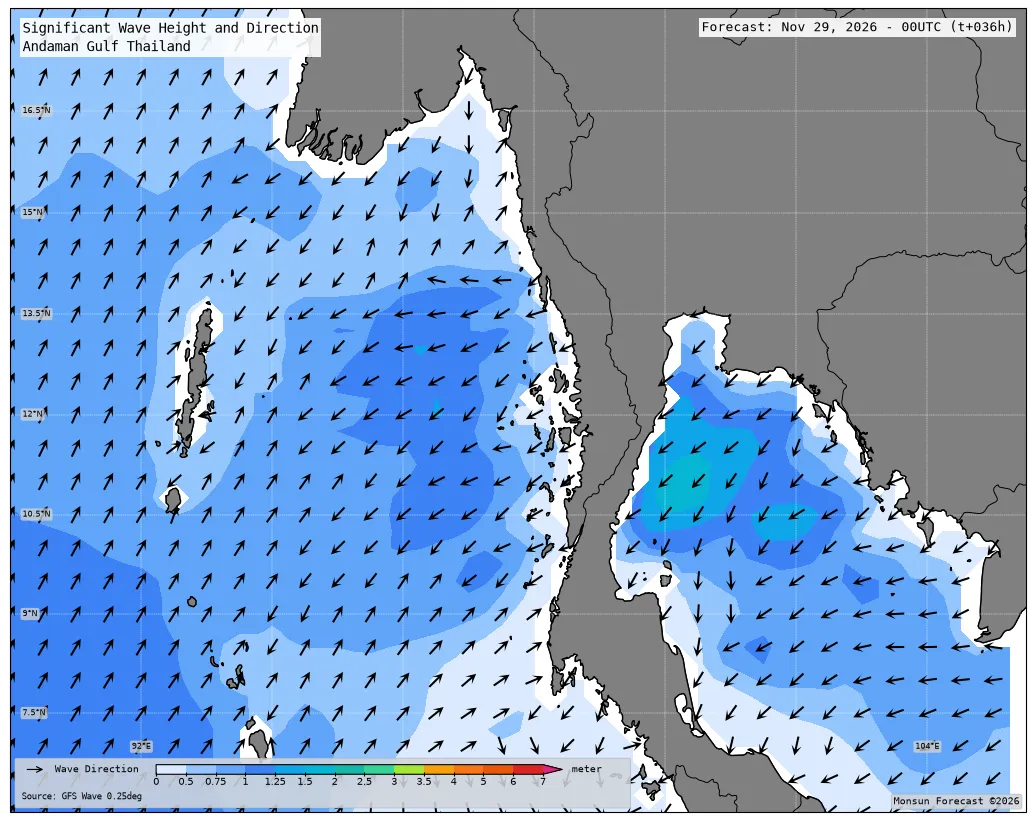 Significant Wave Height and Direction
Andaman Gulf Thailand
Forecast: Nov 29, 2026 - 00UTC (t+036h)
16.5°N
15°N
13.5°N
12°N
10.5°N
9°N
7.5°N
92°E
104°E
Wave Direction
0 0.5 0.75 1 1.25 1.5 2 2.5 3 3.5 4 5 6 7
meter
Source: GFS Wave 0.25deg
Monsun Forecast ©2026